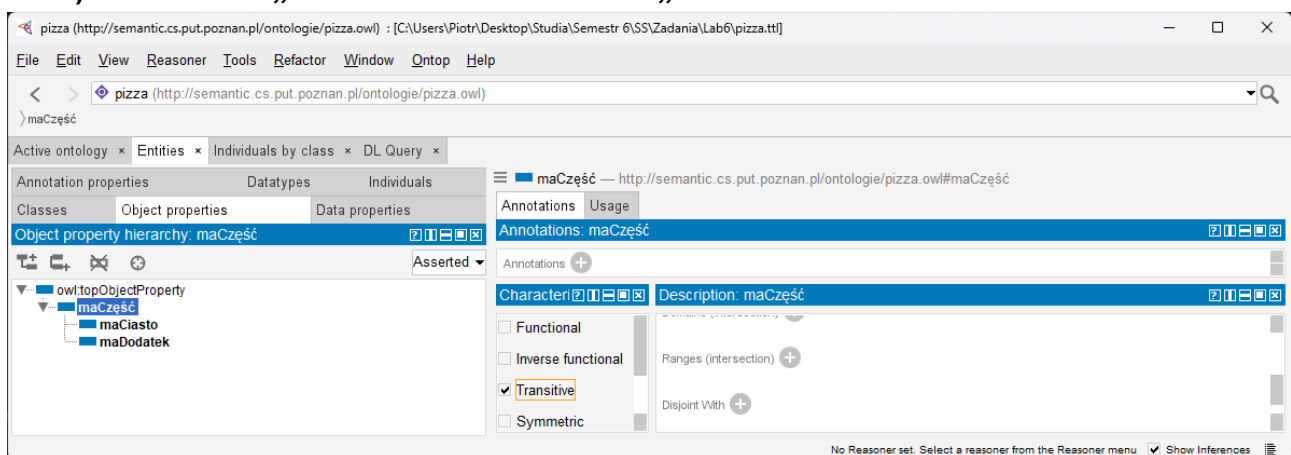 pizza (http://semantic.cs.put.poznan.pl/ontologie/pizza.owl) : [C:\Users\Piotr\Desktop\Studia\Semestr 6\SS\Zadania\Lab6\pizza.ttl]
File Edit View Reasoner Tools Refactor Window Ontop Help
pizza (http://semantic.cs.put.poznan.pl/ontologie/pizza.owl)
maCzęść
Active ontology × Entities × Individuals by class × DL Query ×
Annotation properties Datatypes Individuals
Classes Object properties Data properties
Object property hierarchy: maCzęść
Asserted
owl:topObjectProperty
maCzęść
maCiasto
maDodatek
maCzęść — http://semantic.cs.put.poznan.pl/ontologie/pizza.owl#maCzęść
Annotations Usage
Annotations: maCzęść
Annotations
Characteri
Functional
Inverse functional
Transitive
Symmetric
Description: maCzęść
Ranges (intersection)
Disjoint With
No Reasoner set. Select a reasoner from the Reasoner menu Show Inferences